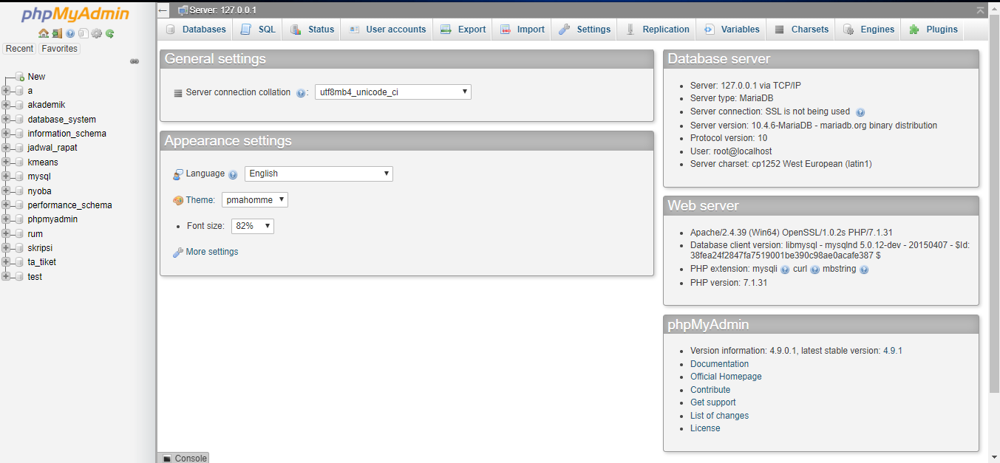 phpMyAdmin
Recent Favorites
New
a
akademik
database_system
information_schema
jadwal_rapat
kmeans
mysql
nyoba
performance_schema
phpmyadmin
rum
skripsi
ta_tiket
test
Server: 127.0.0.1
Databases SQL Status User accounts Export Import Settings Replication Variables Charsets Engines Plugins
General settings
Server connection collation : utf8mb4_unicode_ci
Appearance settings
Language English
Theme: pmahomme
Font size: 82%
More settings
Database server
Server: 127.0.0.1 via TCP/IP
Server type: MariaDB
Server connection: SSL is not being used
Server version: 10.4.6-MariaDB - mariadb.org binary distribution
Protocol version: 10
User: root@localhost
Server charset: cp1252 West European (latin1)
Web server
Apache/2.4.39 (Win64) OpenSSL/1.0.2s PHP/7.1.31
Database client version: libmysql - mysqlnd 5.0.12-dev - 20150407 - $Id:
38fea24f2847fa7519001be390c98ae0acafe387 $
PHP extension: mysqli curl mbstring
PHP version: 7.1.31
phpMyAdmin
Version information: 4.9.0.1, latest stable version: 4.9.1
Documentation
Official Homepage
Contribute
Get support
List of changes
License
Console